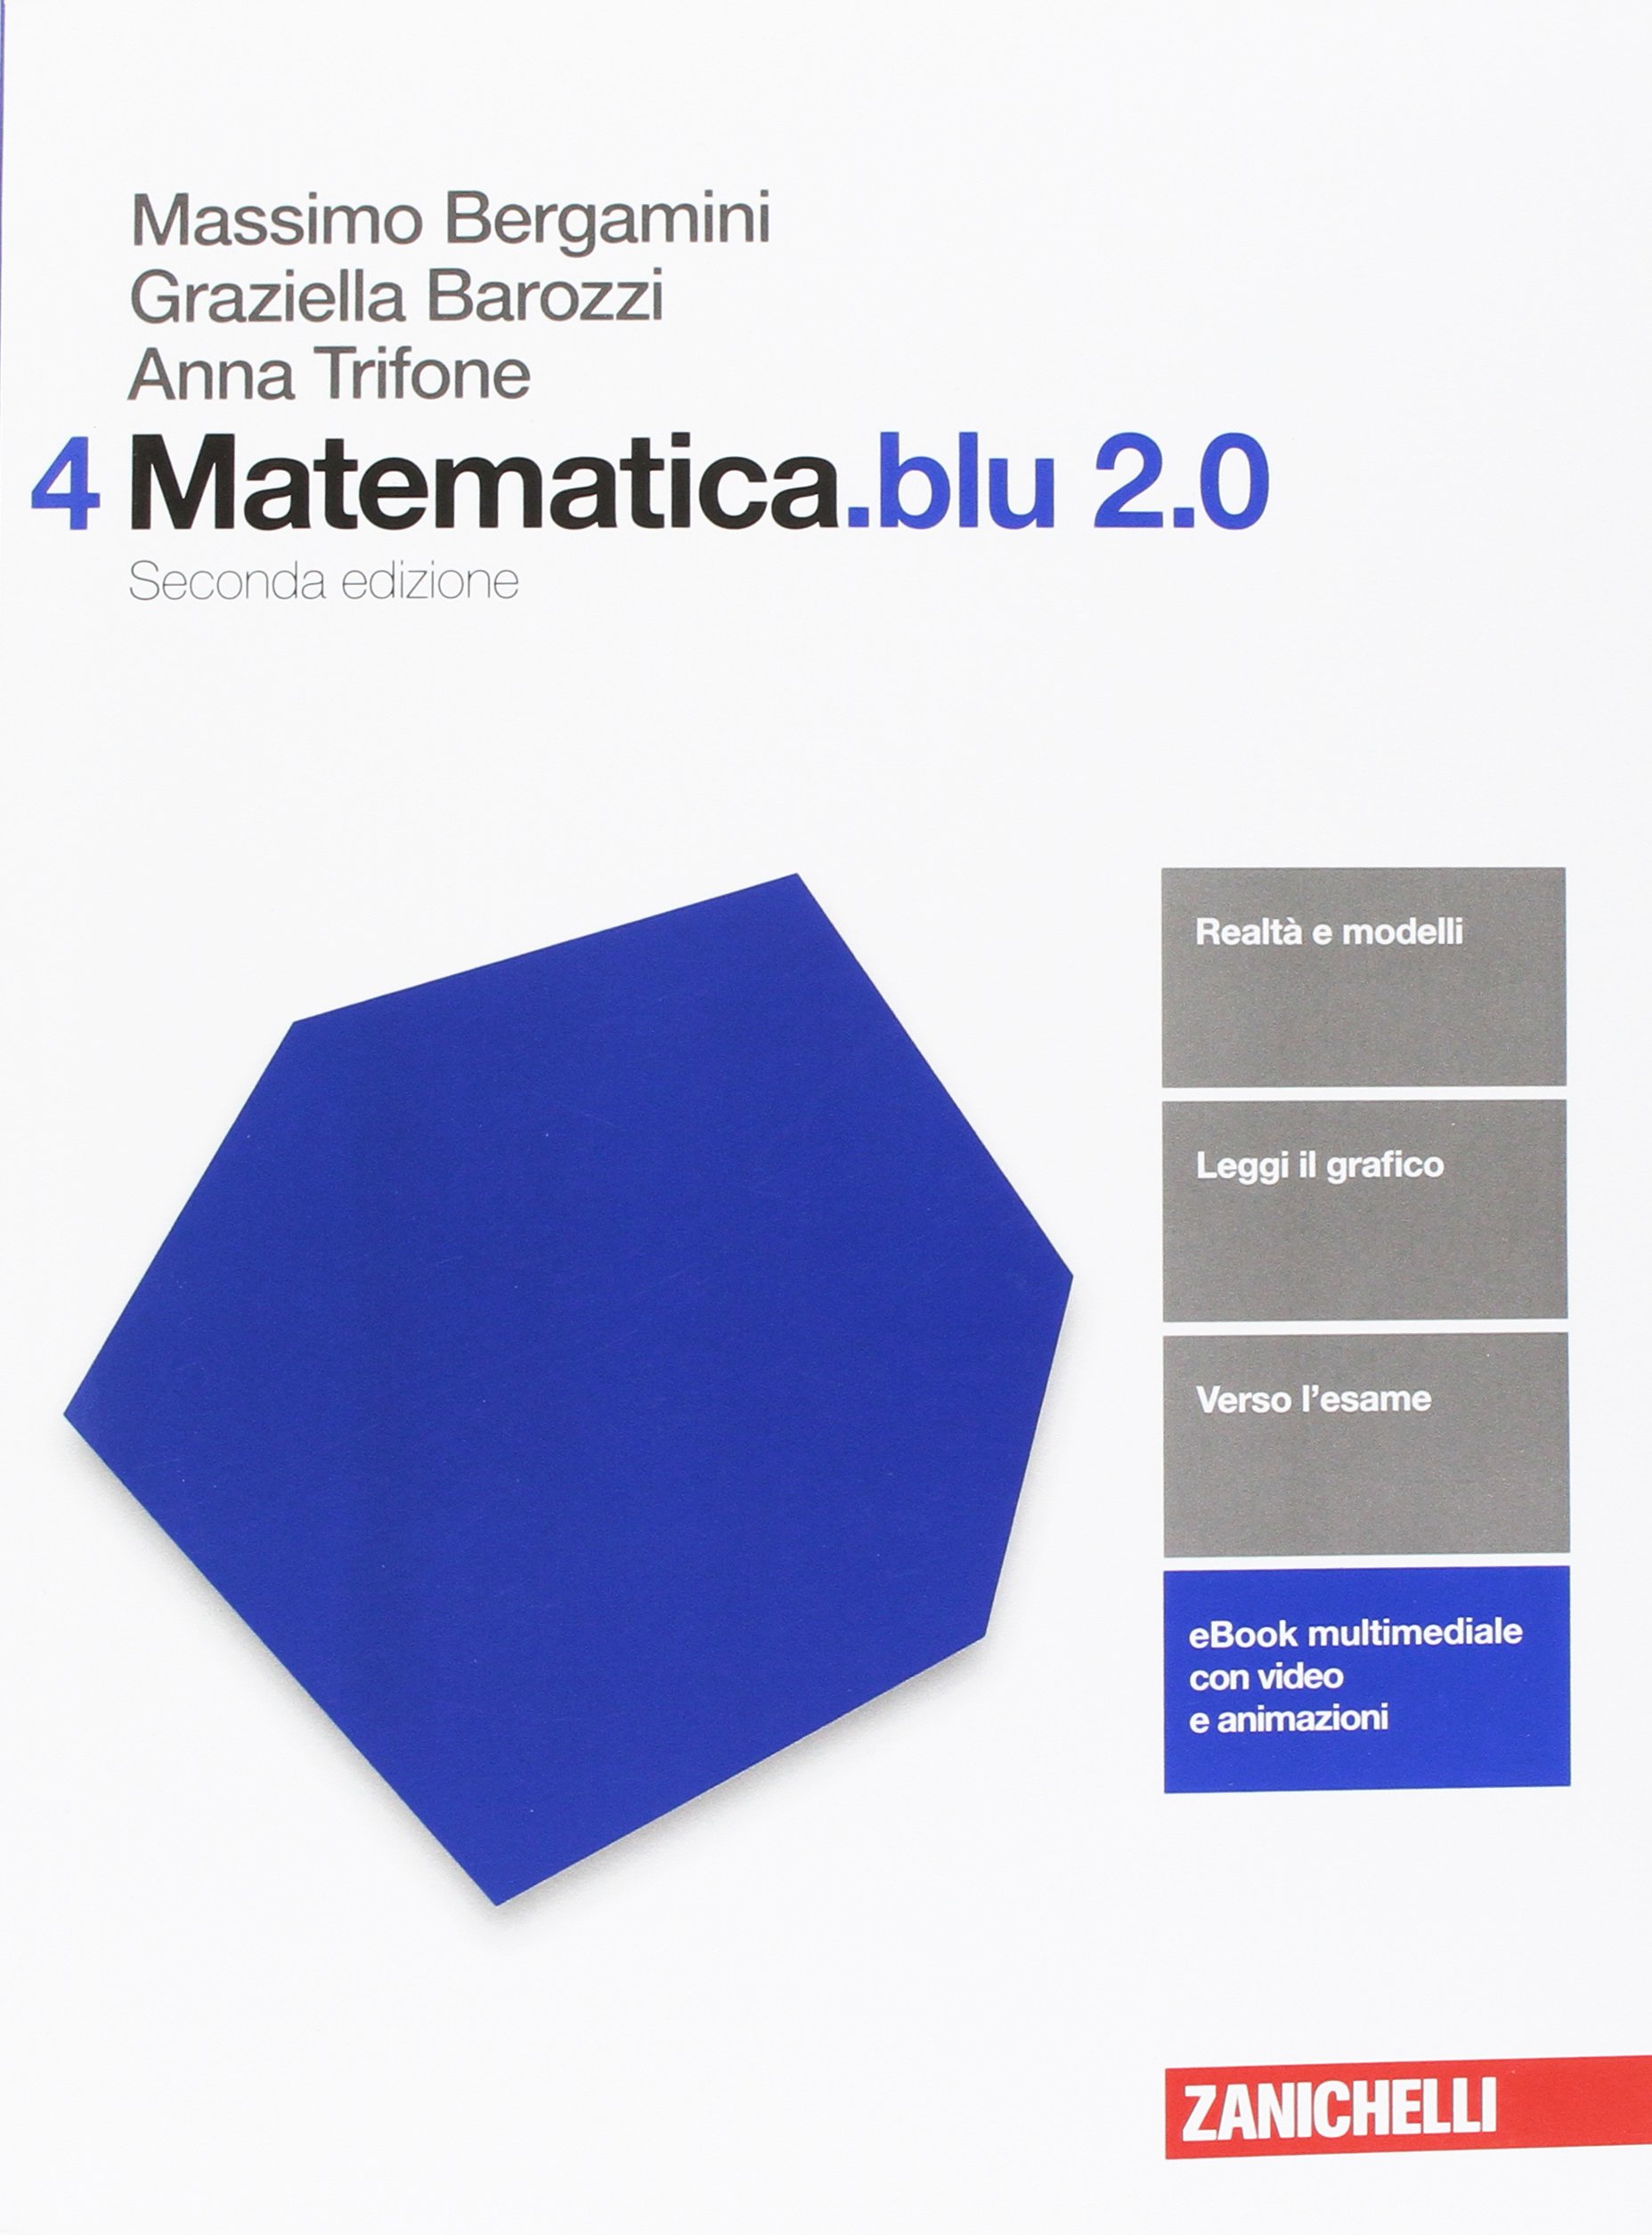 Massimo Bergamini
Graziella Barozzi
Anna Trifone
4 Matematica.blu 2.0
Seconda edizione
Realtà e modelli
Leggi il grafico
Verso l'esame
eBook multimediale
con video
e animazioni
ZANICHELLI